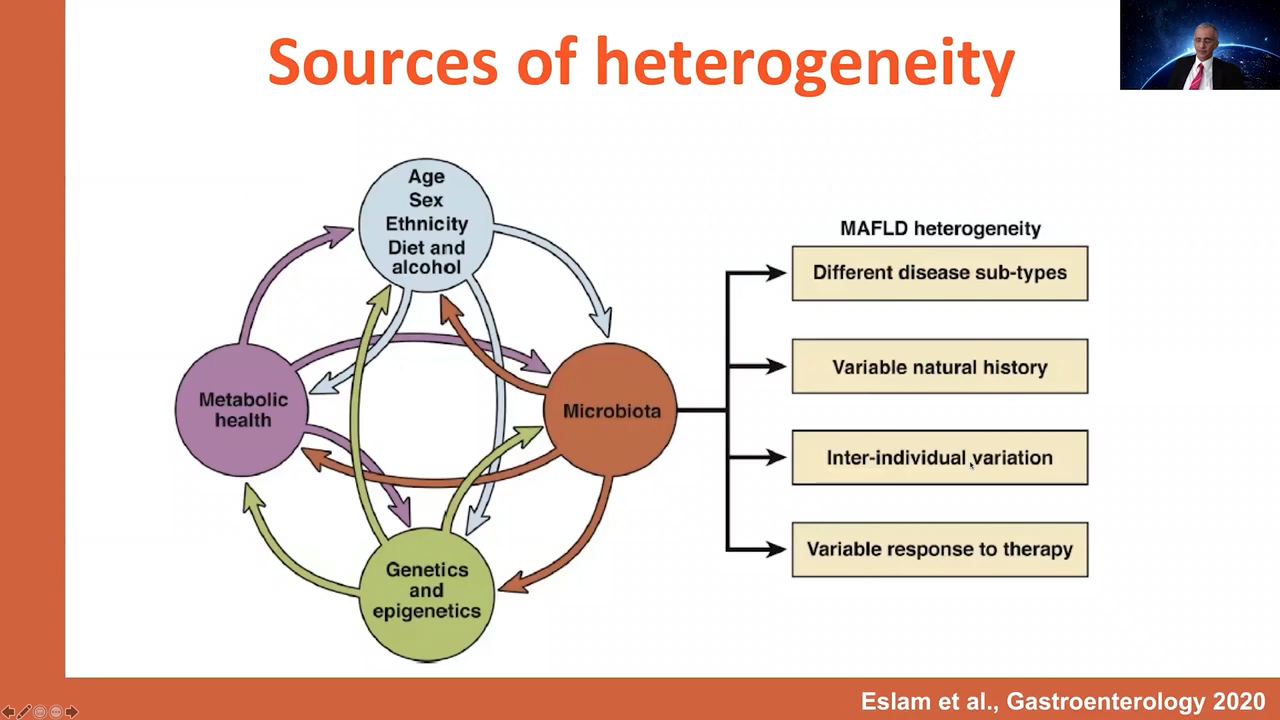 Sources of heterogeneity
Age
Sex
Ethnicity
Diet and
alcohol
Metabolic
health
Microbiota
Genetics
and
epigenetics
MAFLD heterogeneity
Different disease sub-types
Variable natural history
Inter-individual variation
Variable response to therapy
Eslam et al., Gastroenterology 2020